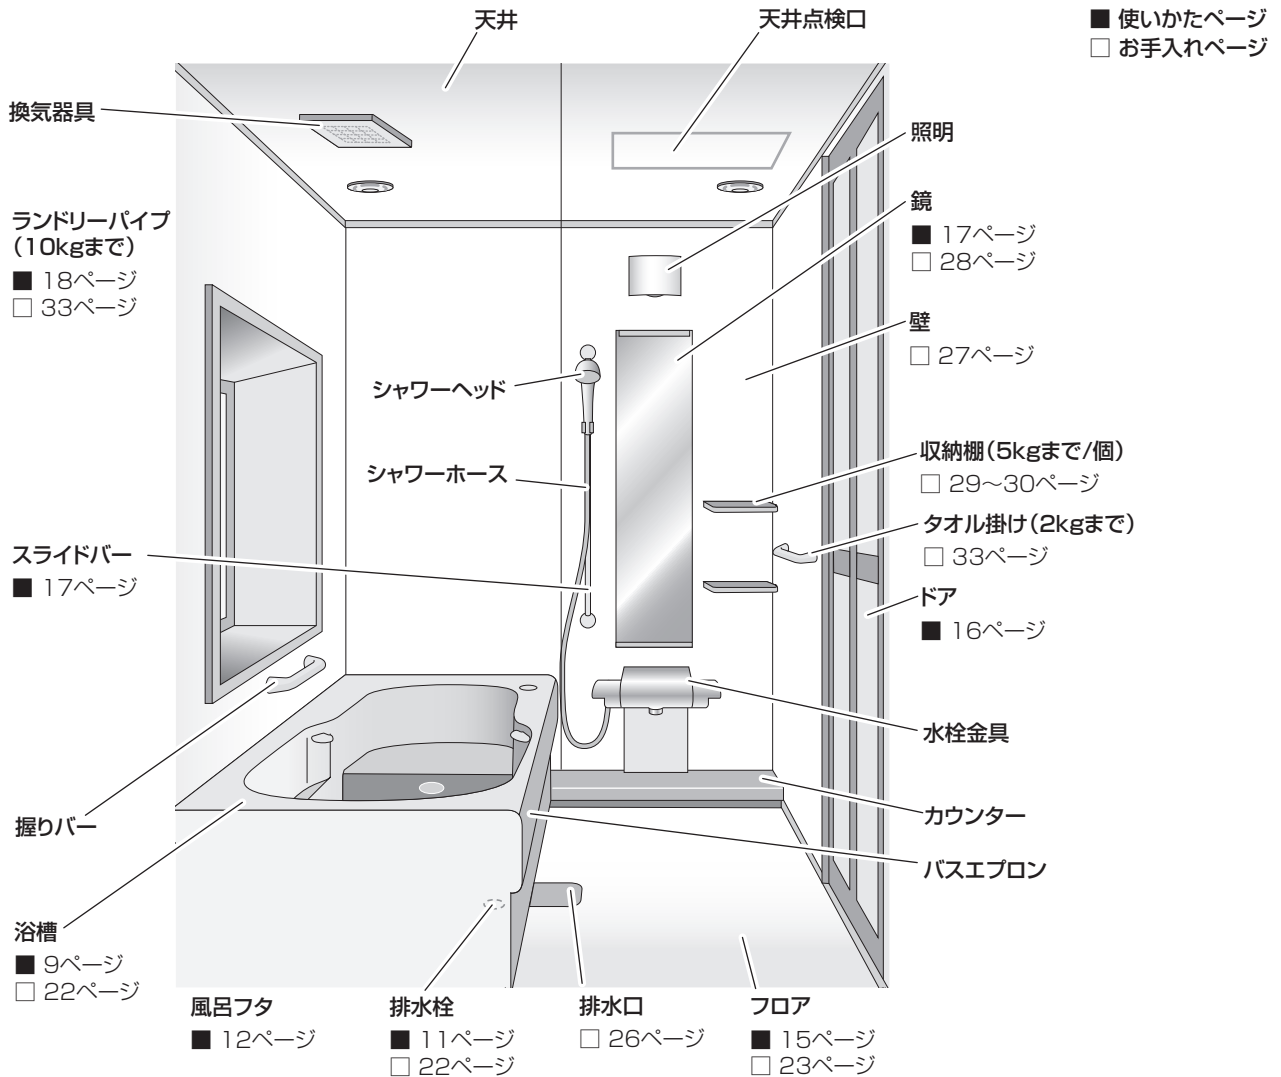 天井
天井点検口
■ 使いかたページ
□ お手入れページ
換気器具
照明
鏡
■ 17ページ
□ 28ページ
ランドリーパイプ
(10kgまで)
■ 18ページ
□ 33ページ
壁
□ 27ページ
シャワーヘッド
シャワーホース
収納棚(5kgまで/個)
□ 29〜30ページ
タオル掛け(2kgまで)
□ 33ページ
スライドバー
■ 17ページ
ドア
■ 16ページ
水栓金具
握りバー
カウンター
バスエプロン
浴槽
■ 9ページ
□ 22ページ
風呂フタ
■ 12ページ
排水栓
■ 11ページ
□ 22ページ
排水口
□ 26ページ
フロア
■ 15ページ
□ 23ページ